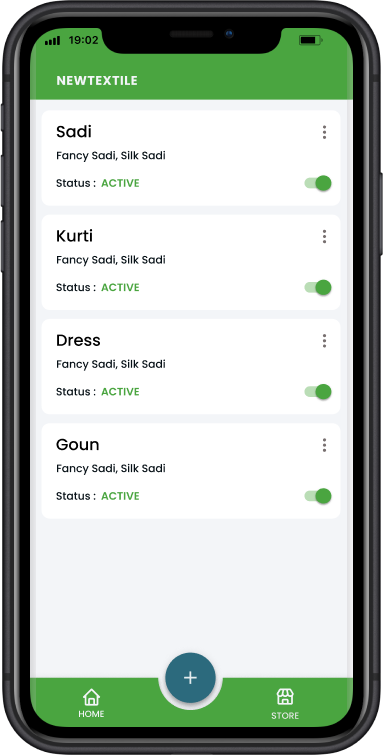 19:02
NEWTEXTILE
Sadi
Fancy Sadi, Silk Sadi
Status : ACTIVE
Kurti
Fancy Sadi, Silk Sadi
Status : ACTIVE
Dress
Fancy Sadi, Silk Sadi
Status : ACTIVE
Goun
Fancy Sadi, Silk Sadi
Status : ACTIVE
+
HOME
STORE